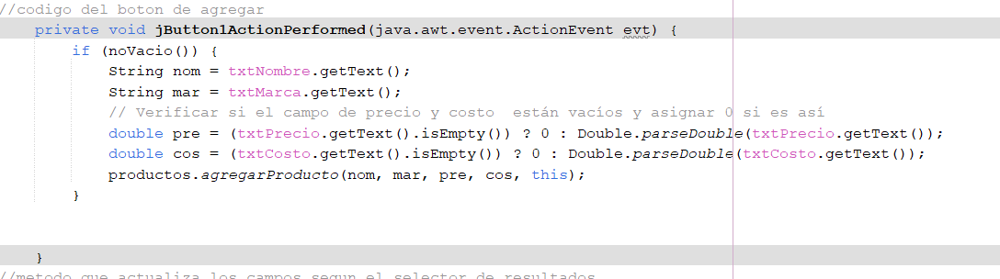 //codigo del boton de agregar
private void jButton1ActionPerformed(java.awt.event.ActionEvent evt) {
if (noVacio()) {
String nom = txtNombre.getText();
String mar = txtMarca.getText();
// Verificar si el campo de precio y costo  están vacíos y asignar 0 si es así
double pre = (txtPrecio.getText().isEmpty()) ? 0 : Double.parseDouble(txtPrecio.getText());
double cos = (txtCosto.getText().isEmpty()) ? 0 : Double.parseDouble(txtCosto.getText());
productos.agregarProducto(nom, mar, pre, cos, this);
}
}
//metodo que actualiza los campos segun el selector de resultados